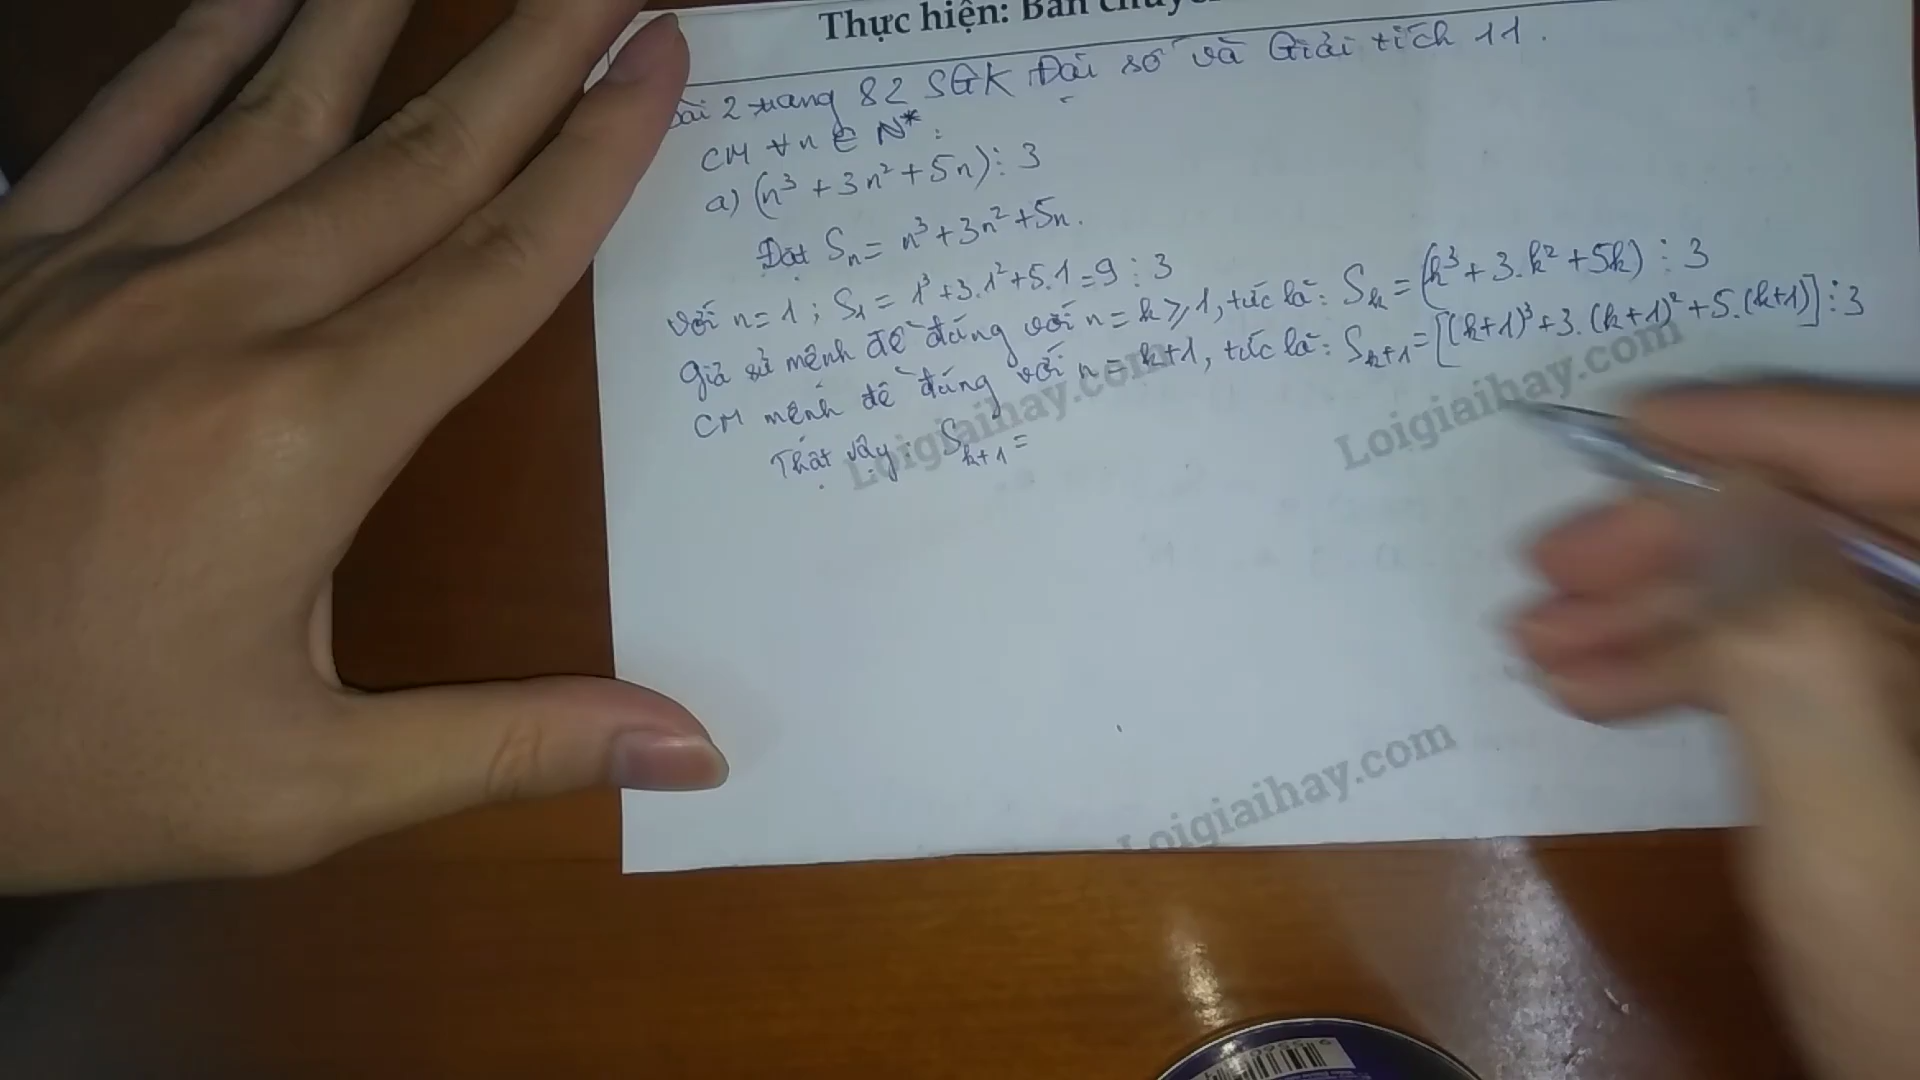 Thực hiện: Ban
Bài 2 trang 82 SGK Đại số và Giải tích 11.
CM ∀n ∈ N*:
a) (n³ + 3n² + 5n) ⋮ 3
Đặt Sₙ = n³ + 3n² + 5n.
Với n = 1 ; S₁ = 1³ + 3.1² + 5.1 = 9 ⋮ 3
Giả sử mệnh đề đúng với n = k ⩾ 1, tức là: Sₖ = (k³ + 3.k² + 5k) ⋮ 3
CM mệnh đề đúng với n = k+1, tức là: Sₖ₊₁ = [(k+1)³ + 3.(k+1)² + 5.(k+1)] ⋮ 3
Thật vậy: Sₖ₊₁ =
Loigiaihay.com
Loigiaihay.com
Loigiaihay.com